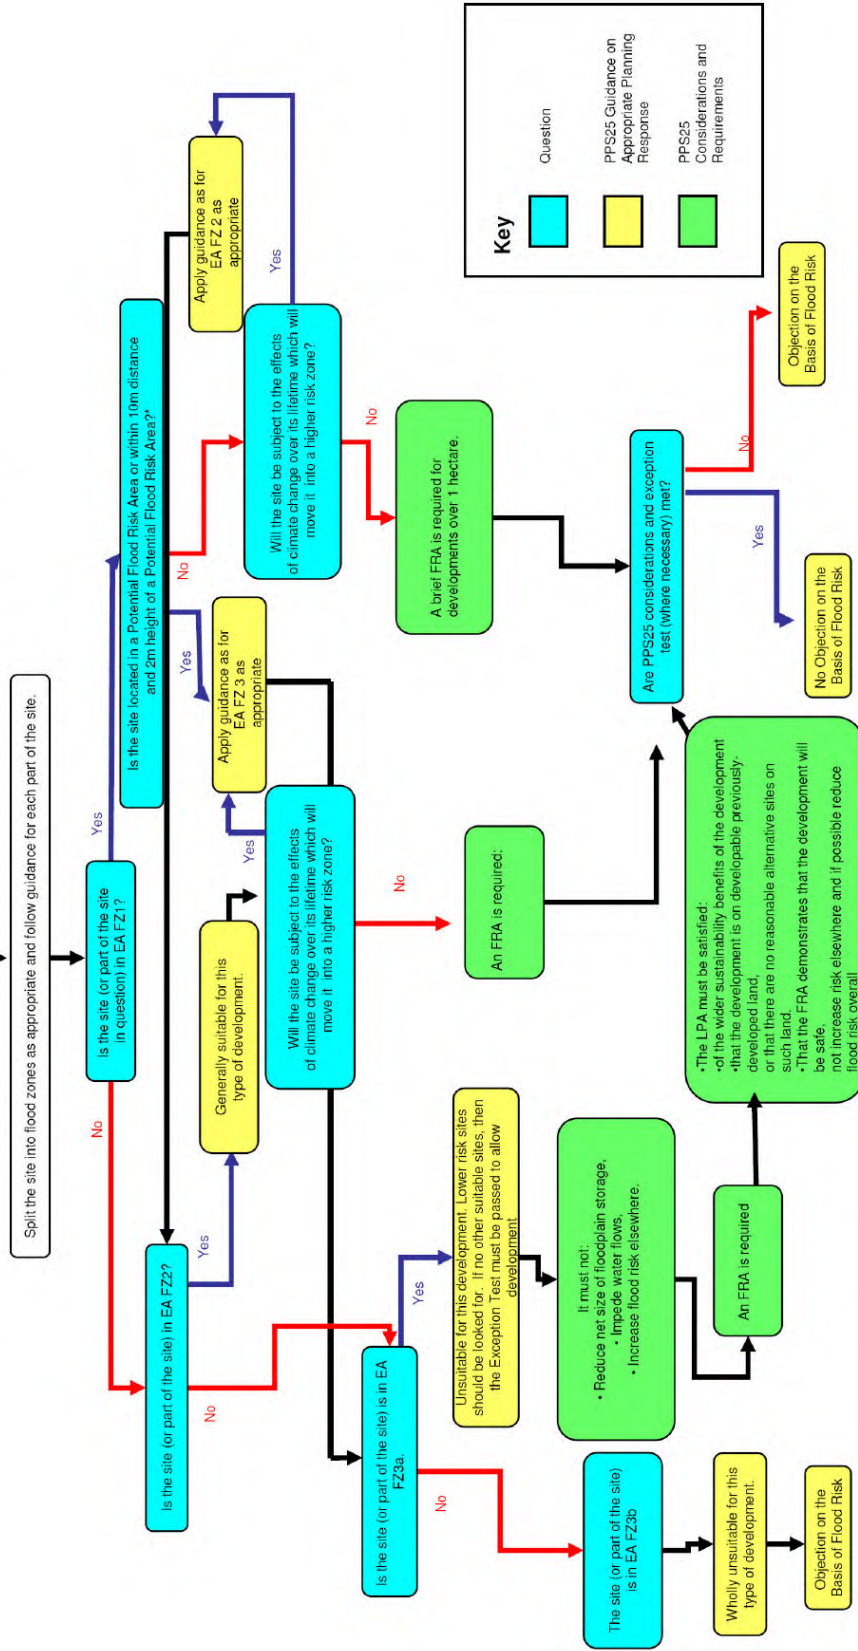 Split the site into flood zones as appropriate and follow guidance for each part of the site.
Is the site (or part of the site
in question) in EA FZ1?
Yes
No
Is the site located in a Potential Flood Risk Area or within 10m distance
and 2m height of a Potential Flood Risk Area?*
Apply guidance as for
EA FZ 2 as
appropriate
Yes
No
Yes
Will the site be subject to the effects
of climate change over its lifetime which will
move it into a higher risk zone?
No
A brief FRA is required for
developments over 1 hectare.
Is the site (or part of the site) in EA FZ2?
Yes
No
Generally suitable for this
type of development.
Apply guidance as for
EA FZ 3 as
appropriate
Yes
Will the site be subject to the effects
of climate change over its lifetime which will
move it into a higher risk zone?
No
An FRA is required:
Is the site (or part of the site) is in EA
FZ3a.
Yes
No
Unsuitable for this development. Lower risk sites
should be looked for. If no other suitable sites, then
the Exception Test must be passed to allow
development
It must not:
• Reduce net size of floodplain storage,
• Impede water flows,
• Increase flood risk elsewhere.
An FRA is required
•The LPA must be satisfied:
•of the wider sustainability benefits of the development
•that the development is on developable previously-
developed land,
or that there are no reasonable alternative sites on
such land.
•That the FRA demonstrates that the development will
be safe,
not increase risk elsewhere and if possible reduce
flood risk overall
Are PPS25 considerations and exception
test (where necessary) met?
Yes
No
No Objection on the
Basis of Flood Risk
Objection on the
Basis of Flood Risk
The site (or part of the site)
is in EA FZ3b
Wholly unsuitable for this
type of development.
Objection on the
Basis of Flood Risk
Key
Question
PPS25 Guidance on
Appropriate Planning
Response
PPS25
Considerations and
Requirements